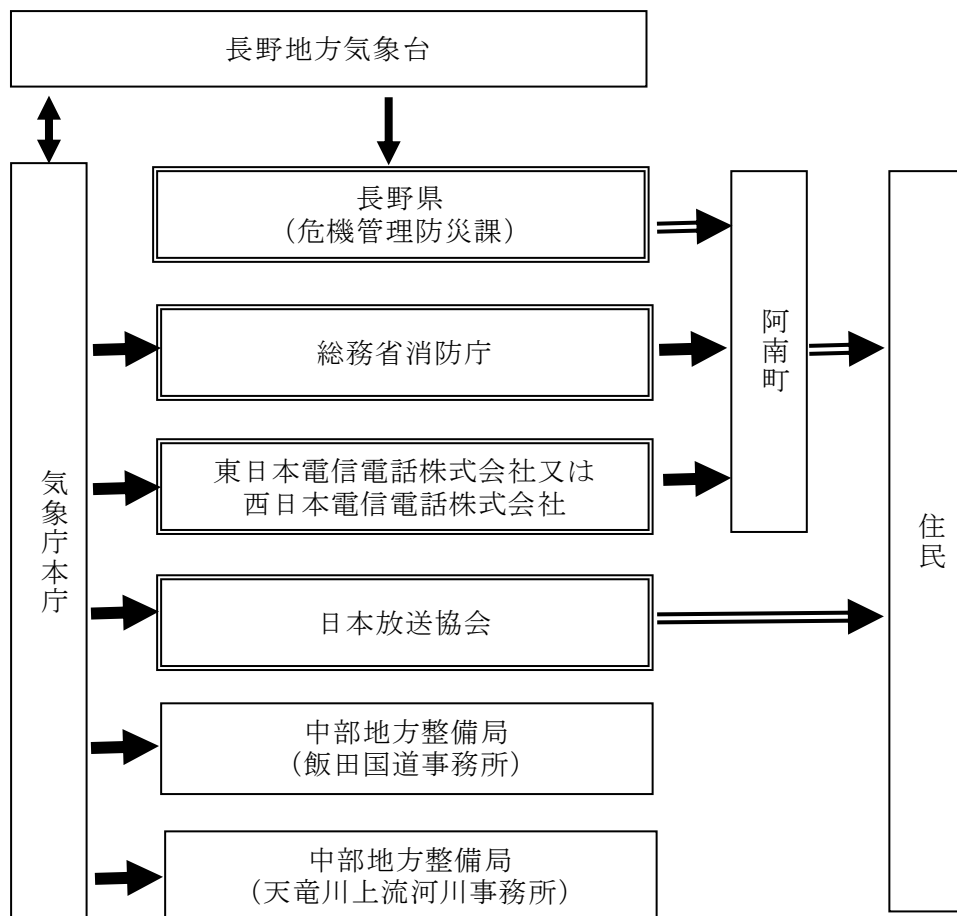 長野地方気象台
長野県
（危機管理防災課）
総務省消防庁
阿南町
東日本電信電話株式会社又は
西日本電信電話株式会社
気象庁本庁
住民
日本放送協会
中部地方整備局
（飯田国道事務所）
中部地方整備局
（天竜川上流河川事務所）